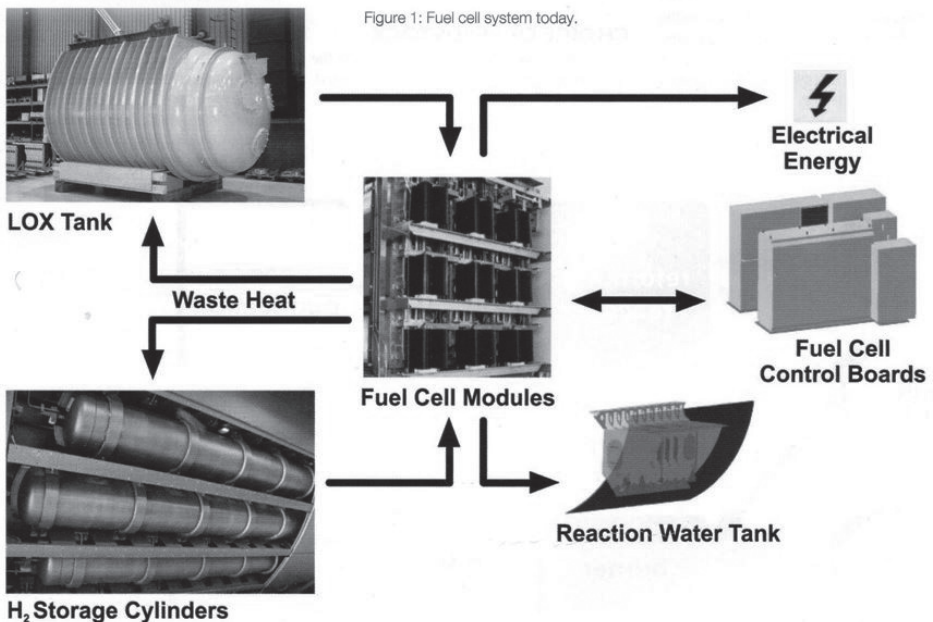 Figure 1: Fuel cell system today.
Electrical
Energy
LOX Tank
Waste Heat
Fuel Cell
Control Boards
Fuel Cell Modules
Reaction Water Tank
H₂ Storage Cylinders